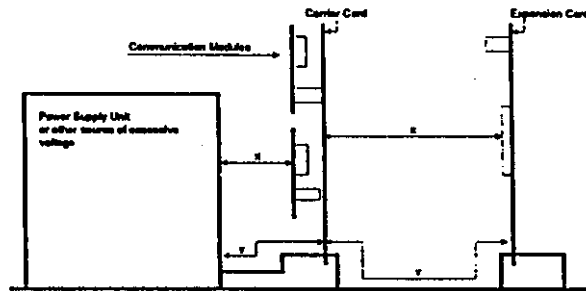 Carrier Card
Expansion Card
Communication Modules
Power Supply Unit
or other source of excessive
voltage
X
X
Y
Y